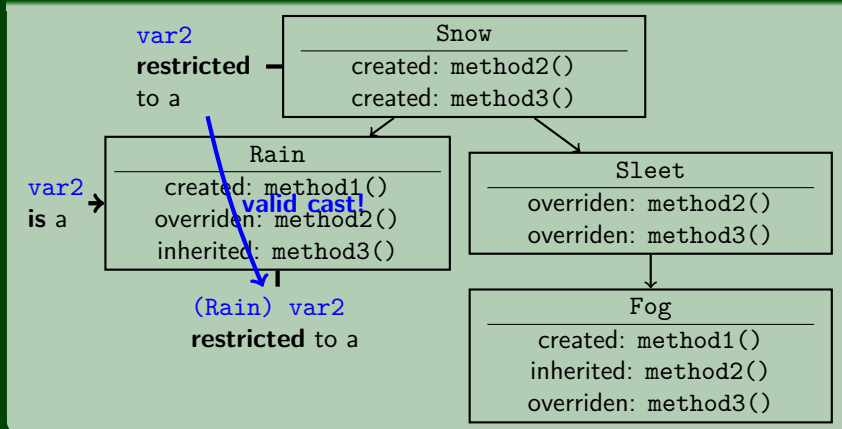 var2
restricted
to a
Snow
created: method2()
created: method3()
Rain
created: method1()
overriden: method2()
inherited: method3()
valid cast!
var2
is a
(Rain) var2
restricted to a
Sleet
overriden: method2()
overriden: method3()
Fog
created: method1()
inherited: method2()
overriden: method3()